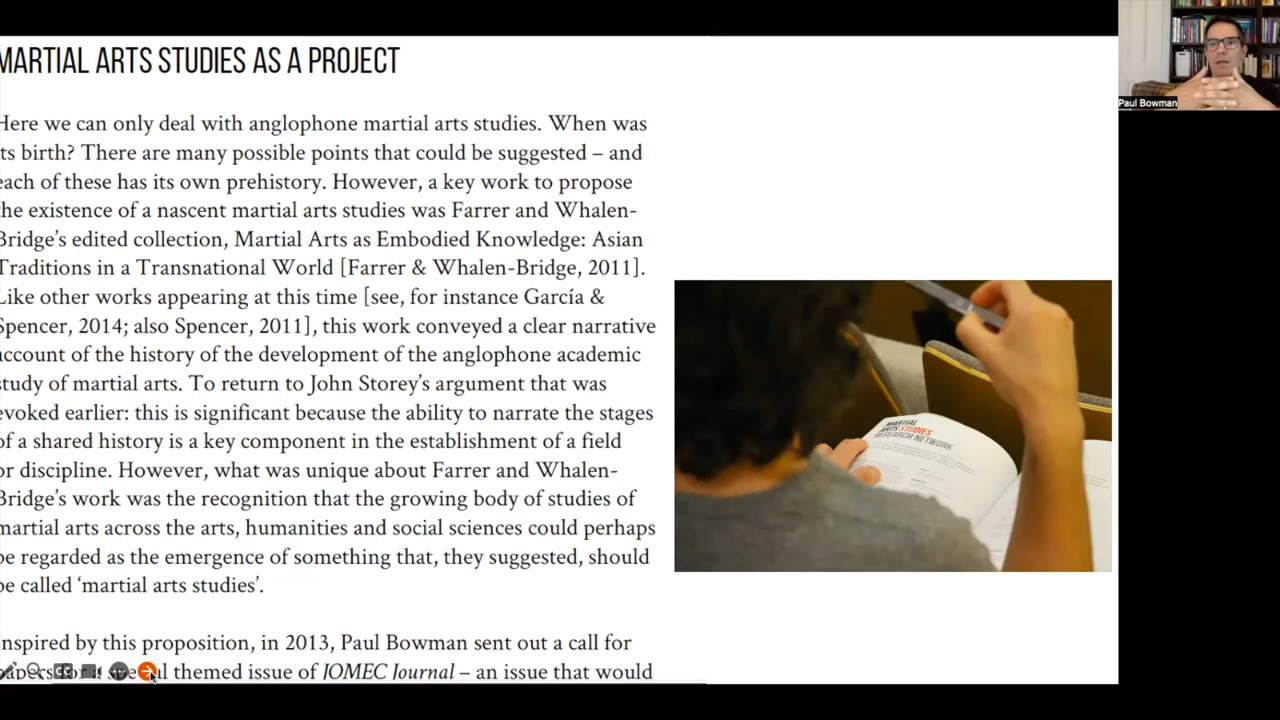 MARTIAL ARTS STUDIES AS A PROJECT
Here we can only deal with anglophone martial arts studies. When was
its birth? There are many possible points that could be suggested – and
each of these has its own prehistory. However, a key work to propose
the existence of a nascent martial arts studies was Farrer and Whalen-
Bridge's edited collection, Martial Arts as Embodied Knowledge: Asian
Traditions in a Transnational World [Farrer & Whalen-Bridge, 2011].
Like other works appearing at this time [see, for instance García &
Spencer, 2014; also Spencer, 2011], this work conveyed a clear narrative
account of the history of the development of the anglophone academic
study of martial arts. To return to John Storey's argument that was
evoked earlier: this is significant because the ability to narrate the stages
of a shared history is a key component in the establishment of a field
or discipline. However, what was unique about Farrer and Whalen-
Bridge's work was the recognition that the growing body of studies of
martial arts across the arts, humanities and social sciences could perhaps
be regarded as the emergence of something that, they suggested, should
be called 'martial arts studies'.
Inspired by this proposition, in 2013, Paul Bowman sent out a call for
papers for a special themed issue of JOMEC Journal – an issue that would
MARTIAL
ARTS STUDIES
RESEARCH NETWORK
Paul Bowman